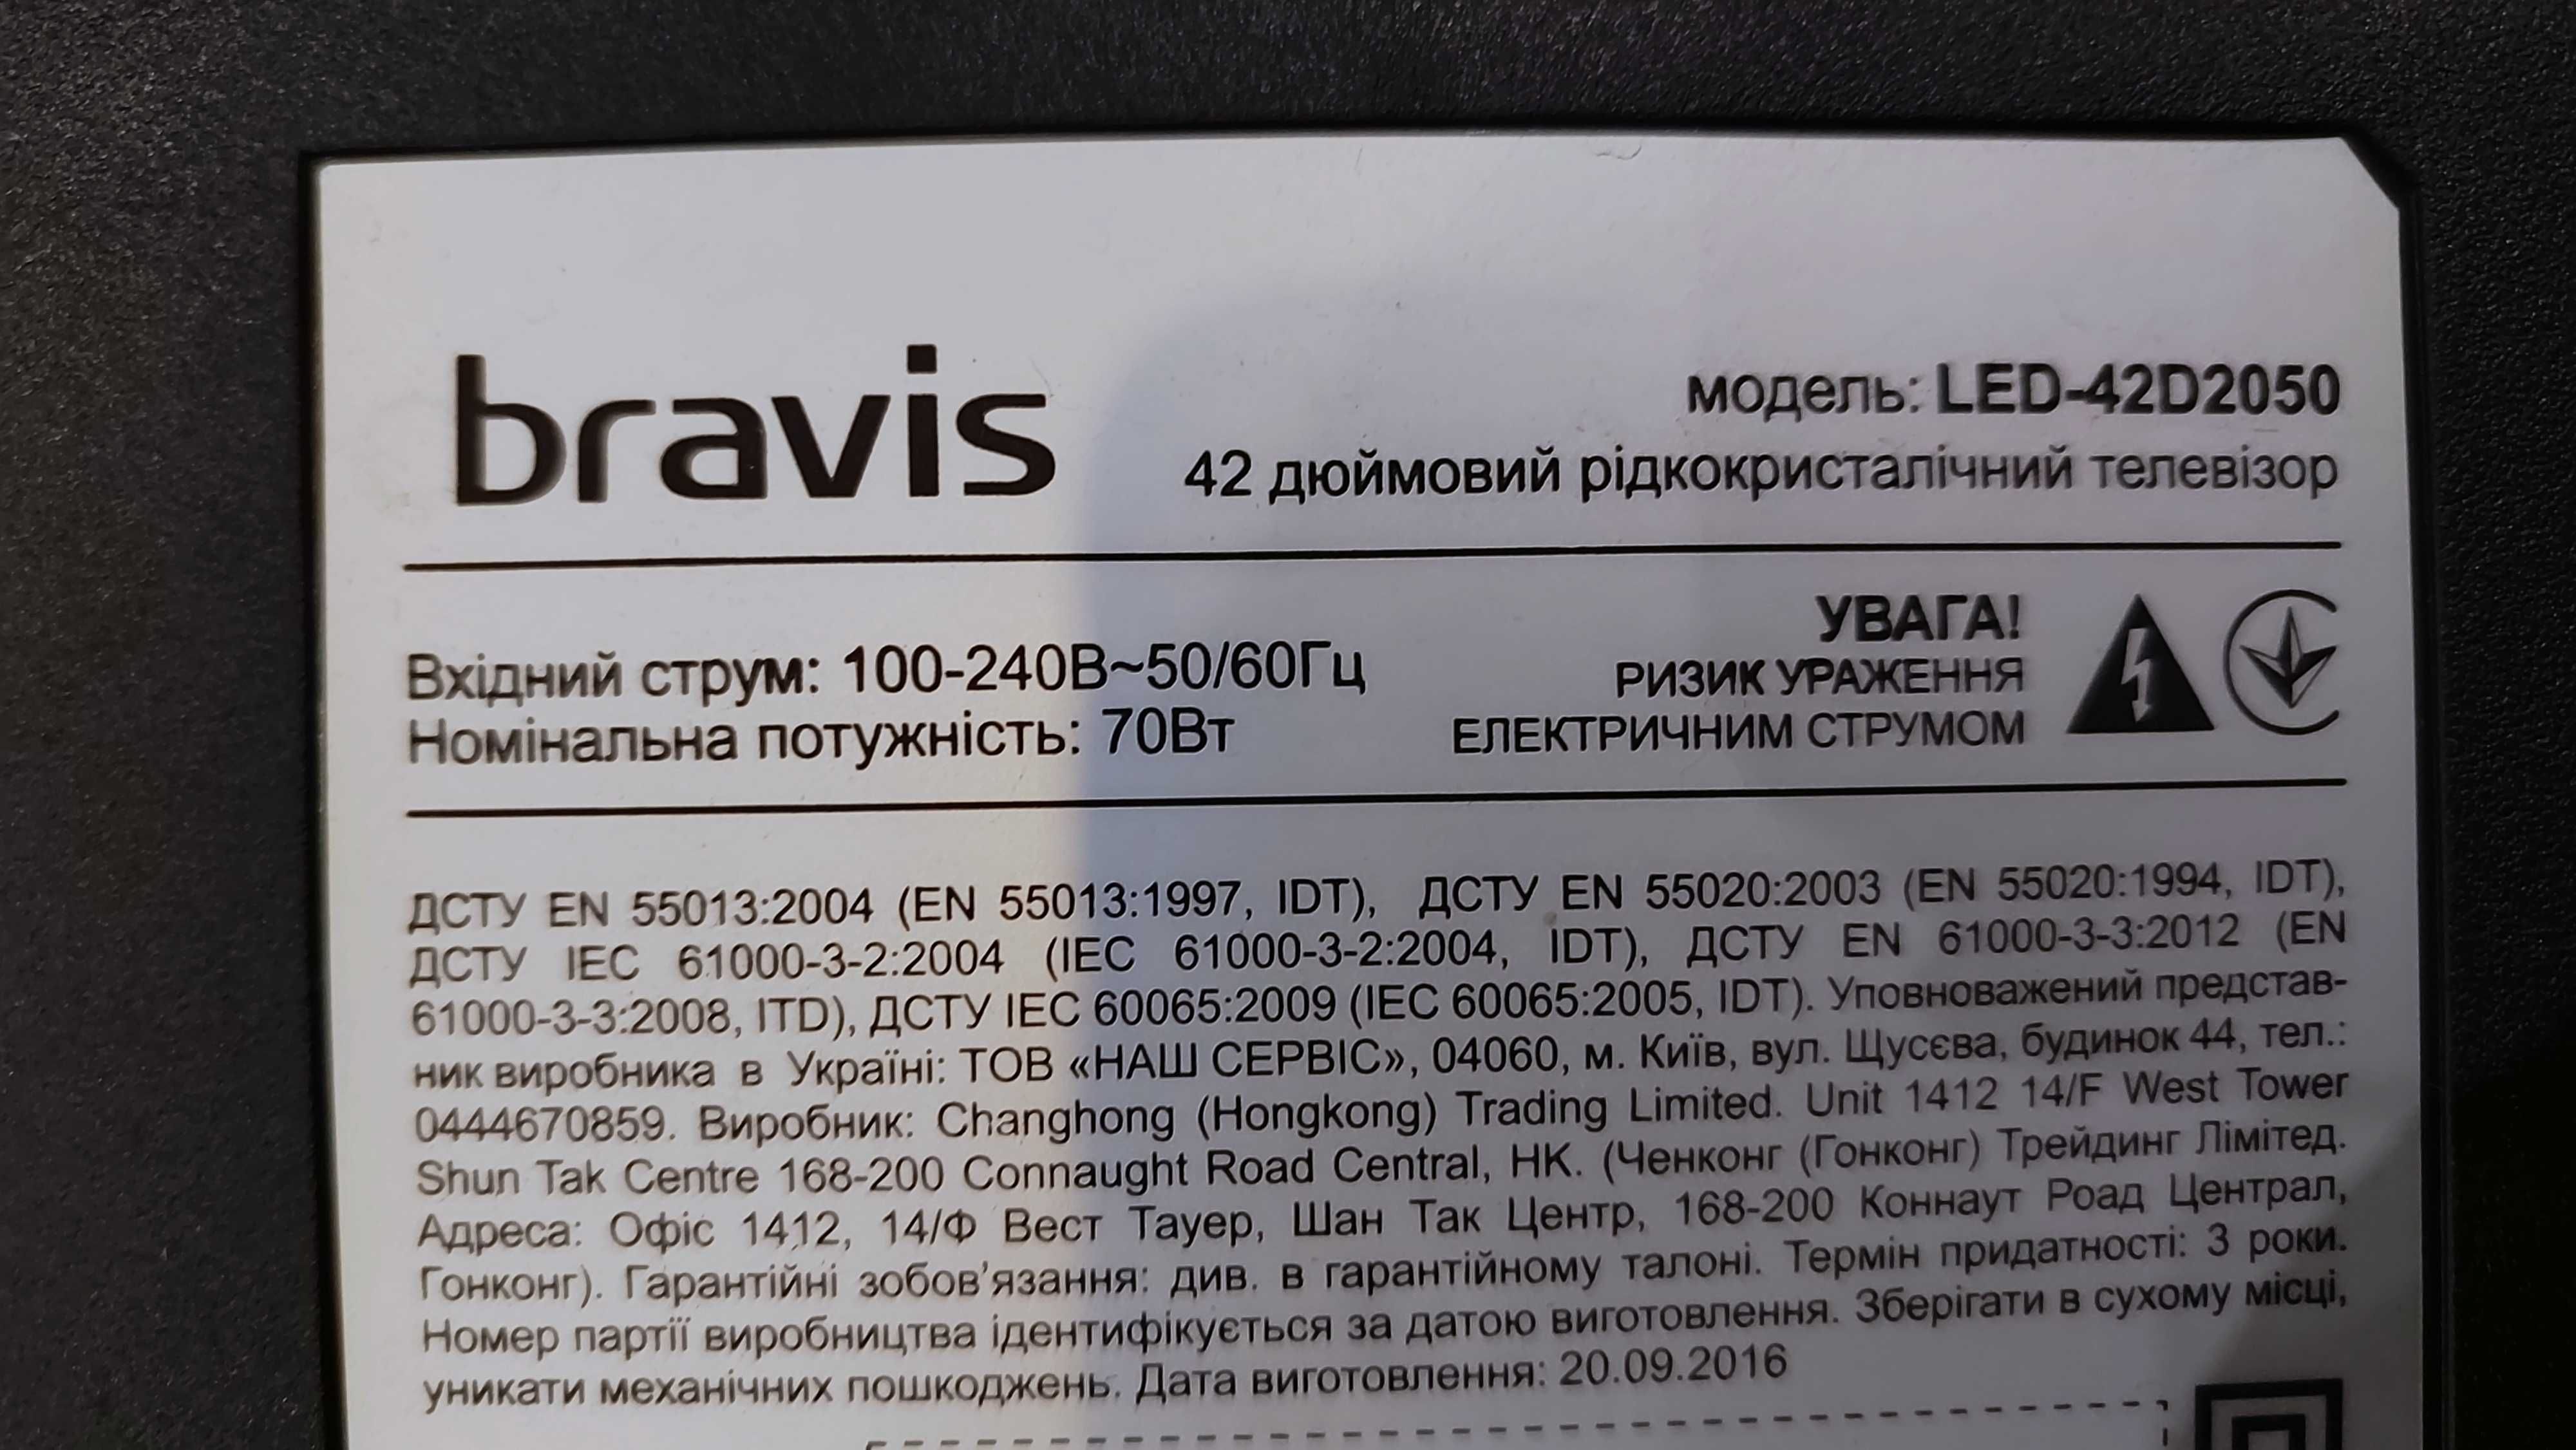 bravis
модель: LED-42D2050
42 дюймовий рідкокристалічний телевізор
Вхідний струм: 100-240В~50/60Гц
Номінальна потужність: 70Вт
УВАГА!
РИЗИК УРАЖЕННЯ
ЕЛЕКТРИЧНИМ СТРУМОМ
ДСТУ EN 55013:2004 (EN 55013:1997, IDT), ДСТУ EN 55020:2003 (EN 55020:1994, IDT),
ДСТУ IEC 61000-3-2:2004 (IEC 61000-3-2:2004, IDT), ДСТУ EN 61000-3-3:2012 (EN
61000-3-3:2008, ITD), ДСТУ IEC 60065:2009 (IEC 60065:2005, IDT). Уповноважений представ-
ник виробника в Україні: ТОВ «НАШ СЕРВІС», 04060, м. Київ, вул. Щусєва, будинок 44, тел.:
0444670859. Виробник: Changhong (Hongkong) Trading Limited. Unit 1412 14/F West Tower
Shun Tak Centre 168-200 Connaught Road Central, HK. (Ченконг (Гонконг) Трейдинг Лімітед.
Адреса: Офіс 1412, 14/Ф Вест Тауер, Шан Так Центр, 168-200 Коннаут Роад Централ,
Гонконг). Гарантійні зобов’язання: див. в гарантійному талоні. Термін придатності: 3 роки.
Номер партії виробництва ідентифікується за датою виготовлення. Зберігати в сухому місці,
уникати механічних пошкоджень. Дата виготовлення: 20.09.2016